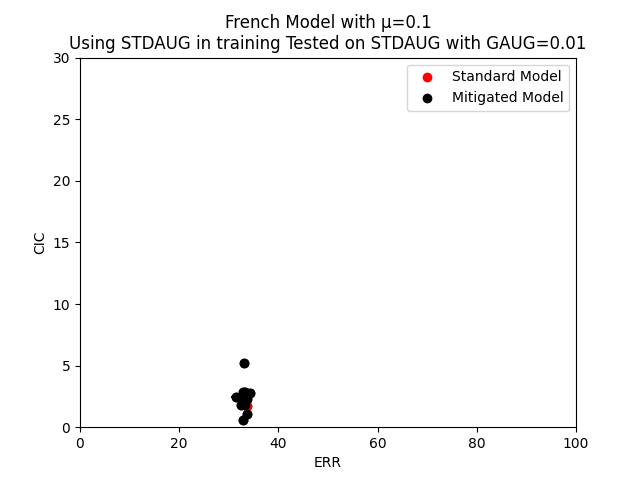 French Model with µ=0.1
Using STDAUG in training Tested on STDAUG with GAUG=0.01
Standard Model
Mitigated Model
30
25
20
15
10
5
0
CIC
0 20 40 60 80 100
ERR